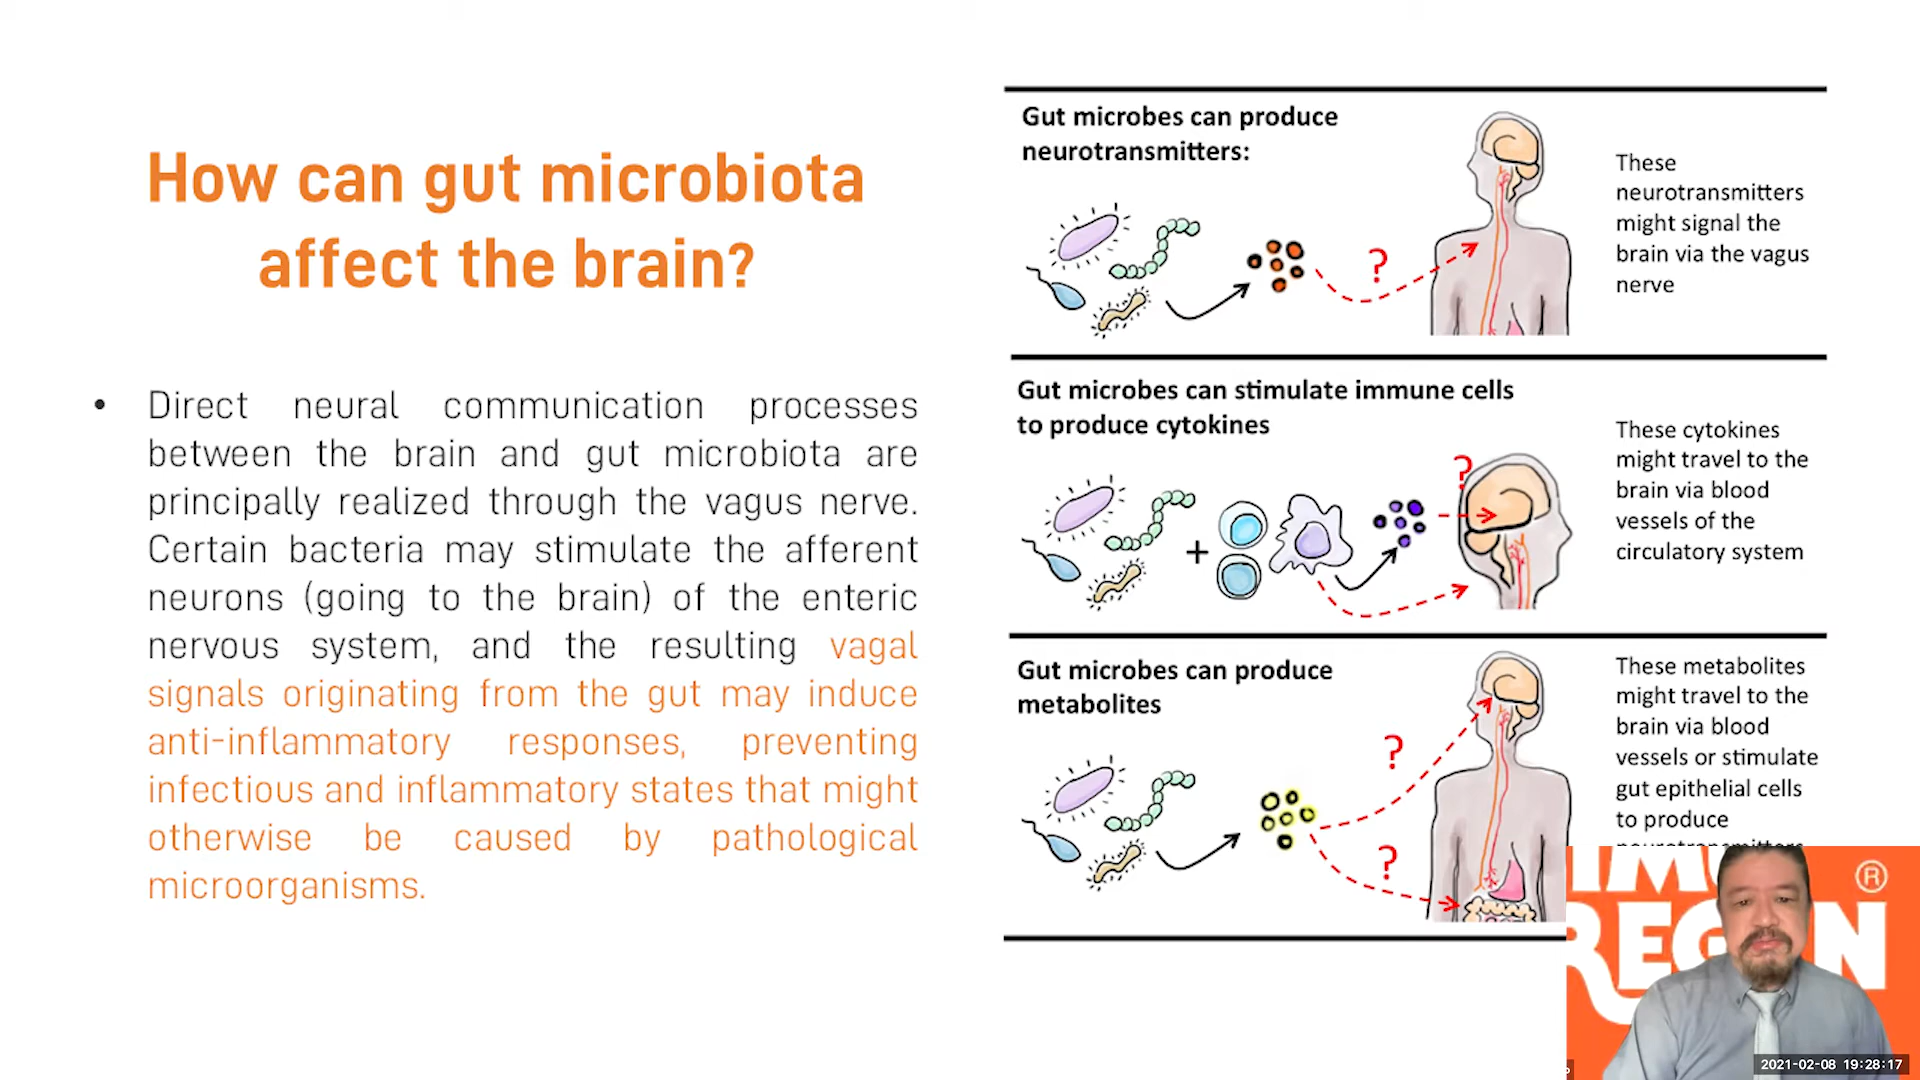 How can gut microbiota
affect the brain?
• Direct neural communication processes
between the brain and gut microbiota are
principally realized through the vagus nerve.
Certain bacteria may stimulate the afferent
neurons (going to the brain) of the enteric
nervous system, and the resulting vagal
signals originating from the gut may induce
anti-inflammatory responses, preventing
infectious and inflammatory states that might
otherwise be caused by pathological
microorganisms.
Gut microbes can produce
neurotransmitters:
?
These
neurotransmitters
might signal the
brain via the vagus
nerve
Gut microbes can stimulate immune cells
to produce cytokines
+
?
These cytokines
might travel to the
brain via blood
vessels of the
circulatory system
Gut microbes can produce
metabolites
?
?
These metabolites
might travel to the
brain via blood
vessels or stimulate
gut epithelial cells
to produce
neurotransmitters
®
2021-02-08 19:28:17